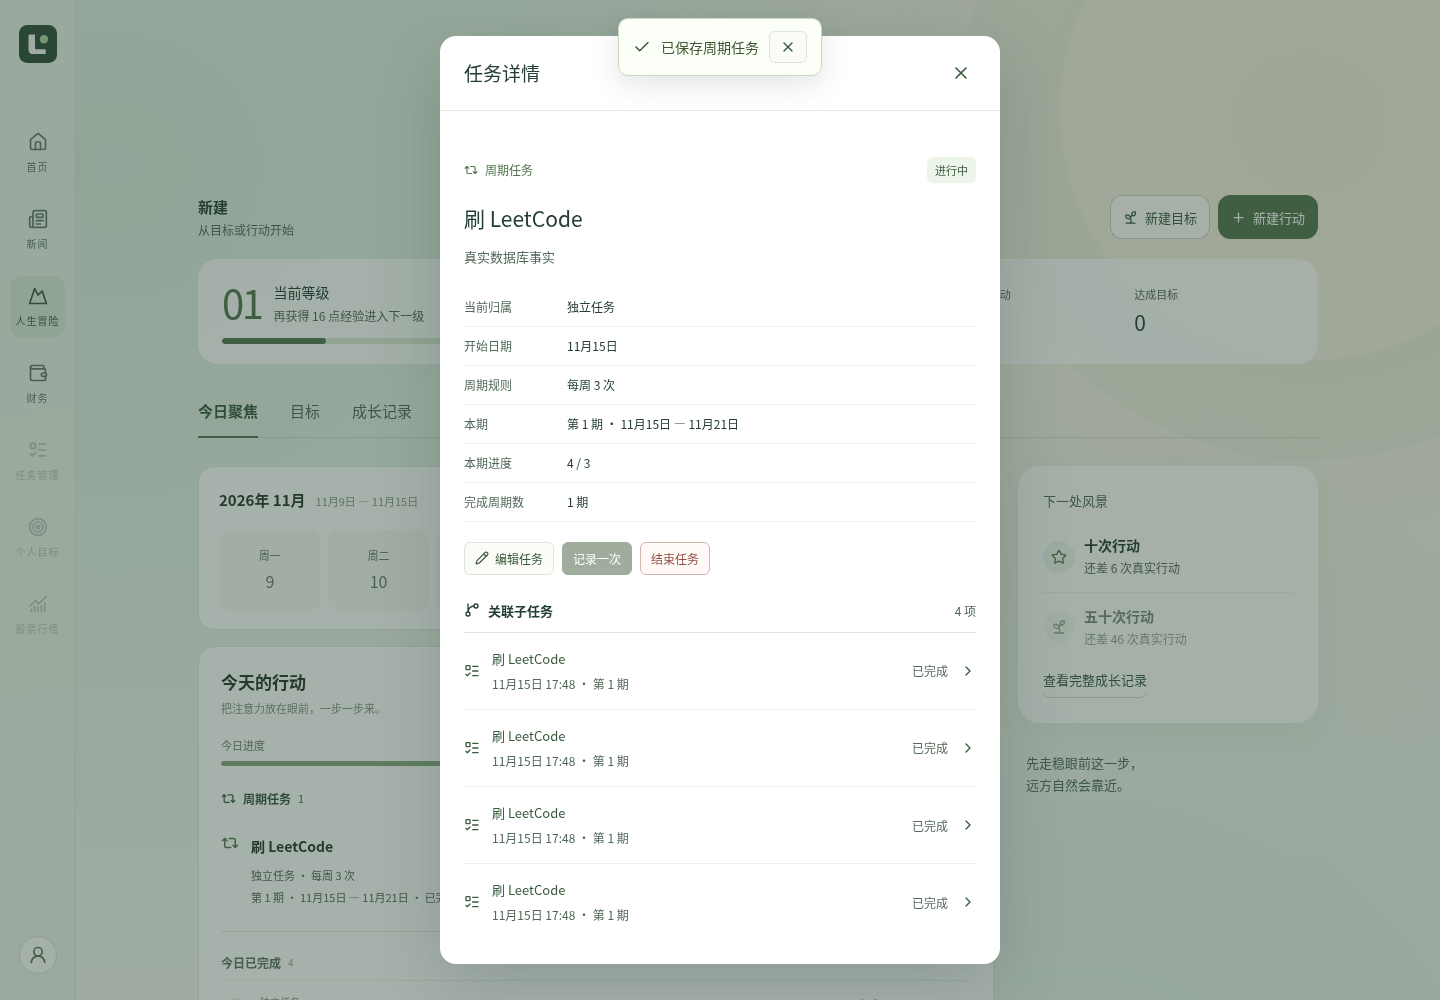 已保存周期任务
任务详情
首页
新闻
人生冒险
财务
任务管理
个人目标
股票行情
新建
从目标或行动开始
新建目标
新建行动
01
当前等级
再获得 16 点经验进入下一级
动
达成目标
0
今日聚焦
目标
成长记录
2026年 11月
11月9日 — 11月15日
周一
9
周二
10
今天的行动
把注意力放在眼前，一步一步来。
今日进度
周期任务 1
刷 LeetCode
独立任务 · 每周 3 次
第 1 期 · 11月15日 — 11月21日 · 已
今日已完成 4
周期任务
进行中
刷 LeetCode
真实数据库事实
当前归属
独立任务
开始日期
11月15日
周期规则
每周 3 次
本期
第 1 期 · 11月15日 — 11月21日
本期进度
4 / 3
完成周期数
1 期
编辑任务
记录一次
结束任务
关联子任务
4 项
刷 LeetCode
11月15日 17:48 · 第 1 期
已完成
刷 LeetCode
11月15日 17:48 · 第 1 期
已完成
刷 LeetCode
11月15日 17:48 · 第 1 期
已完成
刷 LeetCode
11月15日 17:48 · 第 1 期
已完成
下一处风景
十次行动
还差 6 次真实行动
五十次行动
还差 46 次真实行动
查看完整成长记录
先走稳眼前这一步，
远方自然会靠近。